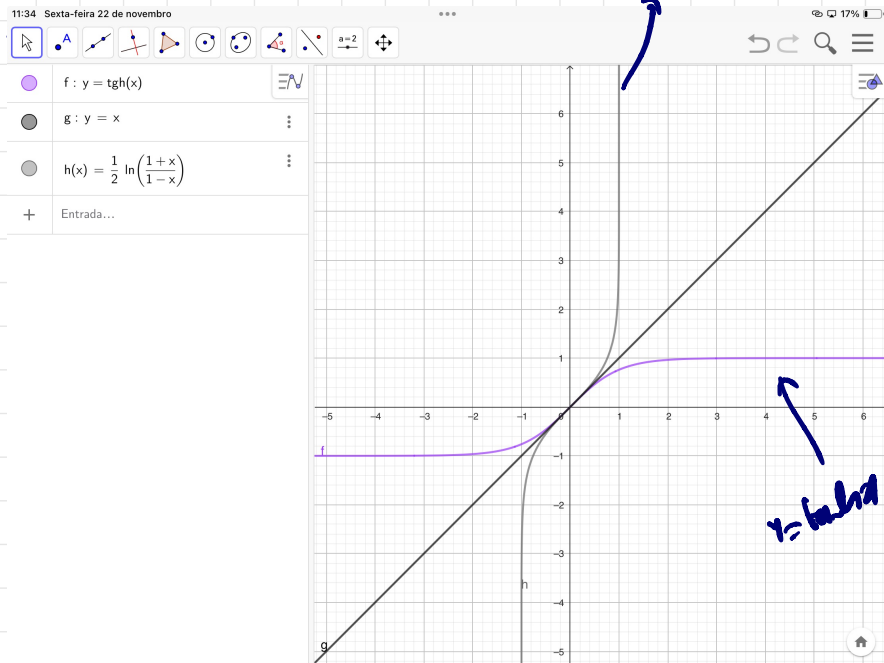 11:34 Sexta-feira 22 de novembro
17%
a=2
f : y = tgh(x)
g : y = x
h(x) = 1/2 ln((1+x)/(1−x))
Entrada...
6
5
4
3
2
1
−5 −4 −3 −2 −1 0 1 2 3 4 5 6
f
−1
−2
y=tanhx
−3
h
−4
g
−5